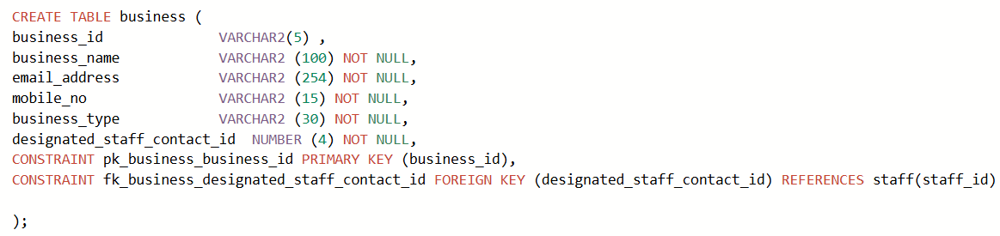 CREATE TABLE business (
business_id VARCHAR2(5) ,
business_name VARCHAR2 (100) NOT NULL,
email_address VARCHAR2 (254) NOT NULL,
mobile_no VARCHAR2 (15) NOT NULL,
business_type VARCHAR2 (30) NOT NULL,
designated_staff_contact_id NUMBER (4) NOT NULL,
CONSTRAINT pk_business_business_id PRIMARY KEY (business_id),
CONSTRAINT fk_business_designated_staff_contact_id FOREIGN KEY (designated_staff_contact_id) REFERENCES staff(staff_id)
);